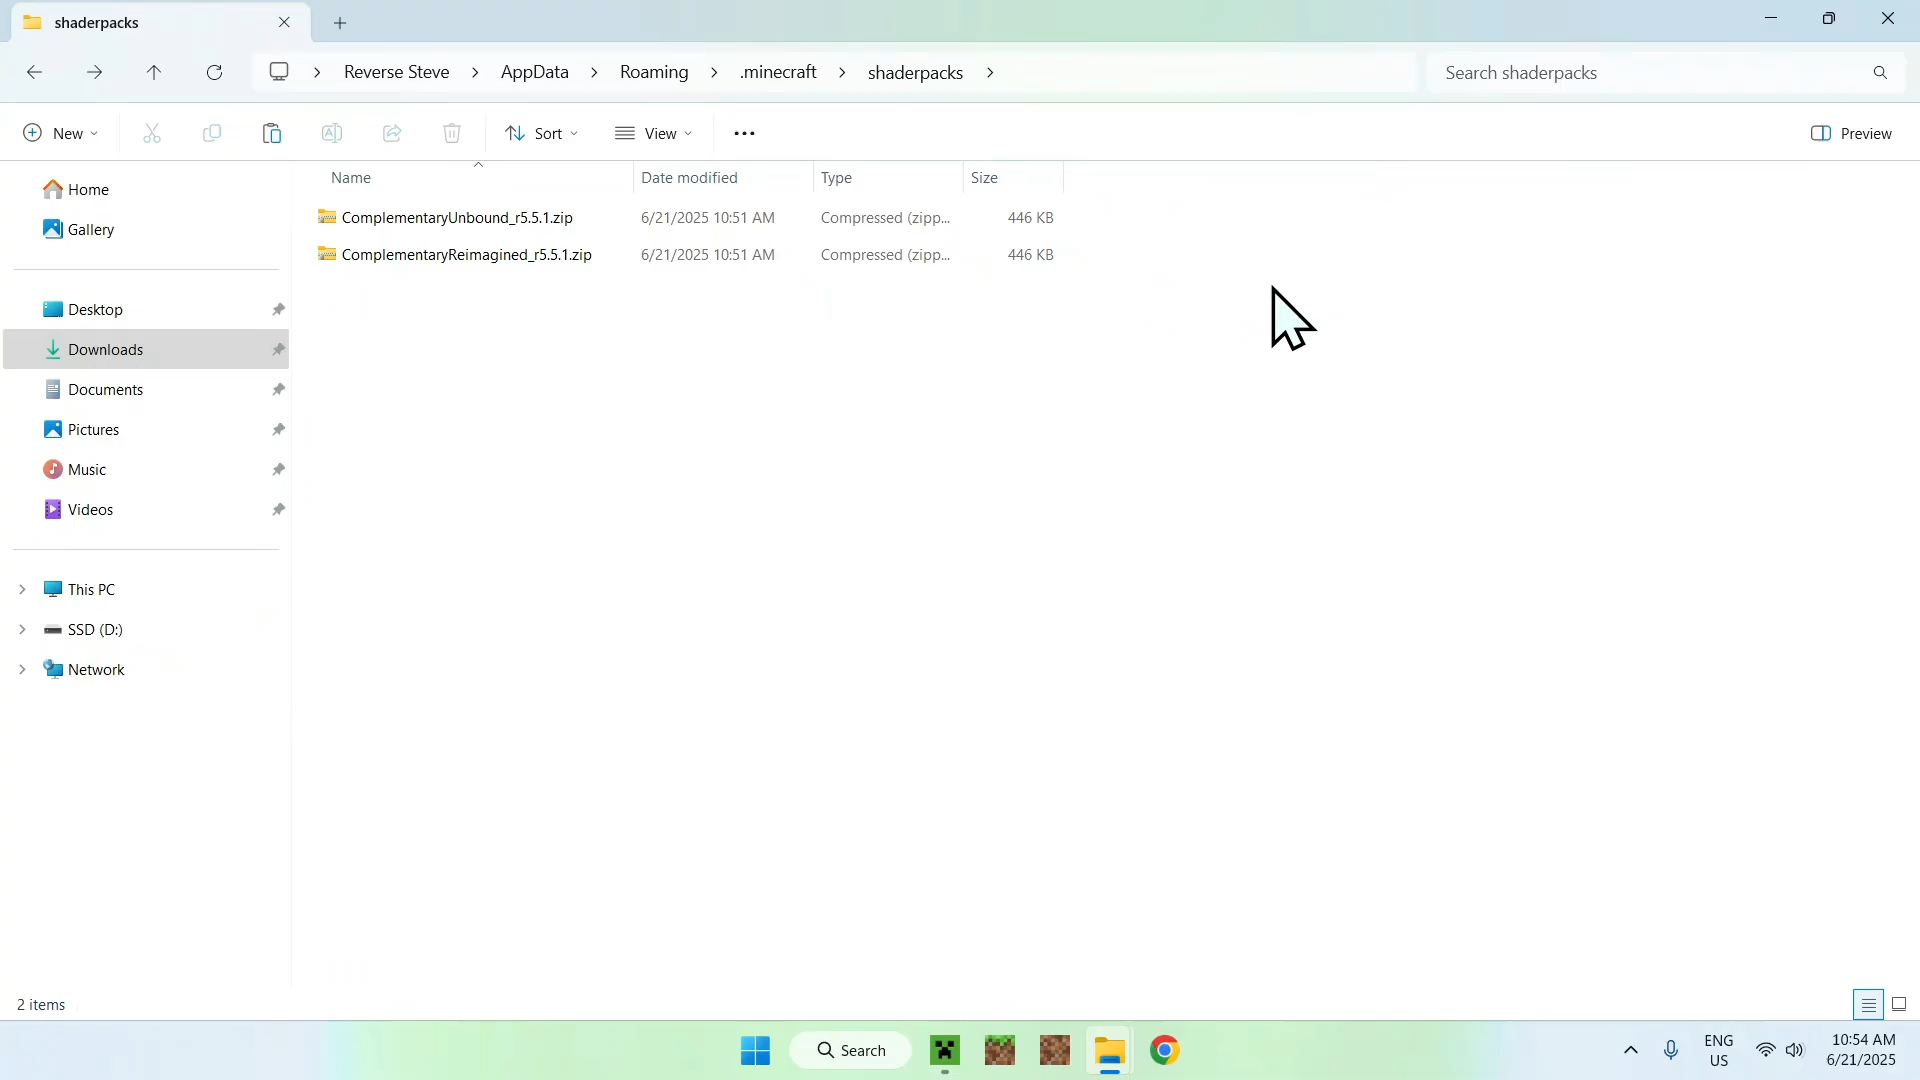 shaderpacks
Reverse Steve > AppData > Roaming > .minecraft > shaderpacks >
Search shaderpacks
New
Sort
View
Preview
Name Date modified Type Size
ComplementaryUnbound_r5.5.1.zip 6/21/2025 10:51 AM Compressed (zipp... 446 KB
ComplementaryReimagined_r5.5.1.zip 6/21/2025 10:51 AM Compressed (zipp... 446 KB
Home
Gallery
Desktop
Downloads
Documents
Pictures
Music
Videos
This PC
SSD (D:)
Network
2 items
Search
ENG
US
10:54 AM
6/21/2025